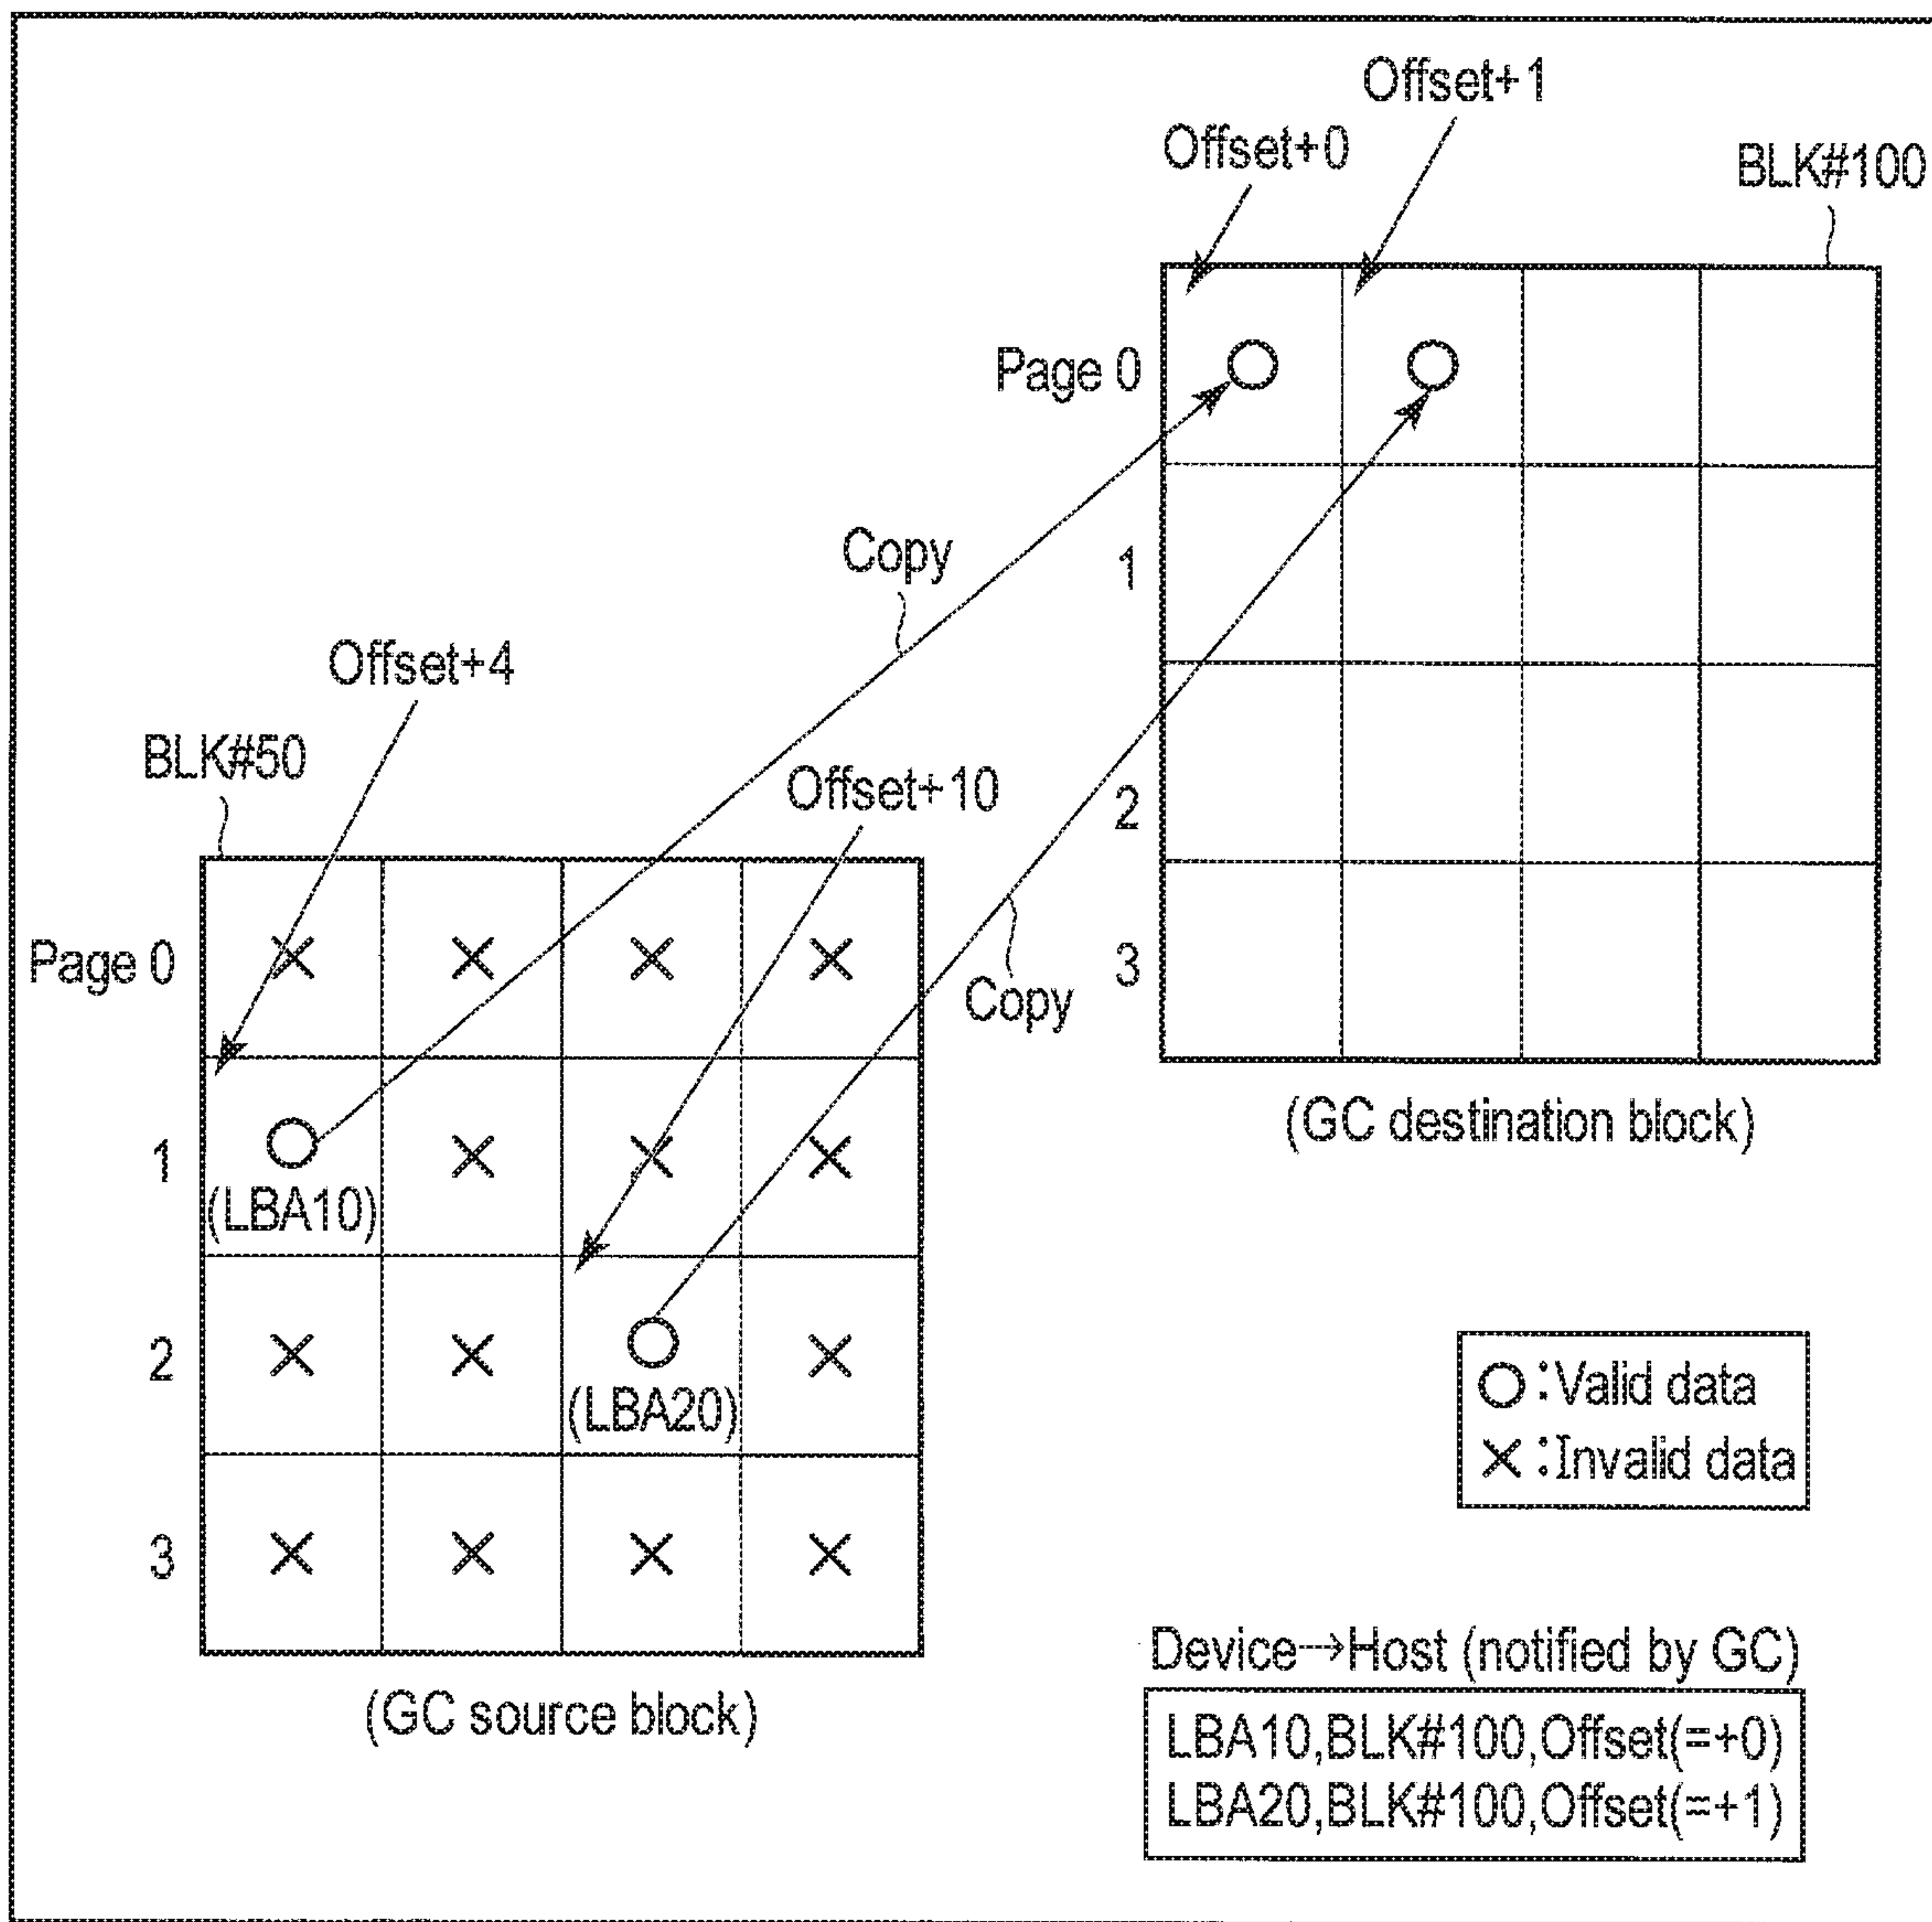 Offset+1
Offset+0
BLK#100
Page 0
1
2
3
Copy
Copy
(GC destination block)
Offset+4
BLK#50
Offset+10
Page 0
1
(LBA10)
2
(LBA20)
3
(GC source block)
○:Valid data
×:Invalid data
Device→Host (notified by GC)
LBA10,BLK#100,Offset(=+0)
LBA20,BLK#100,Offset(=+1)